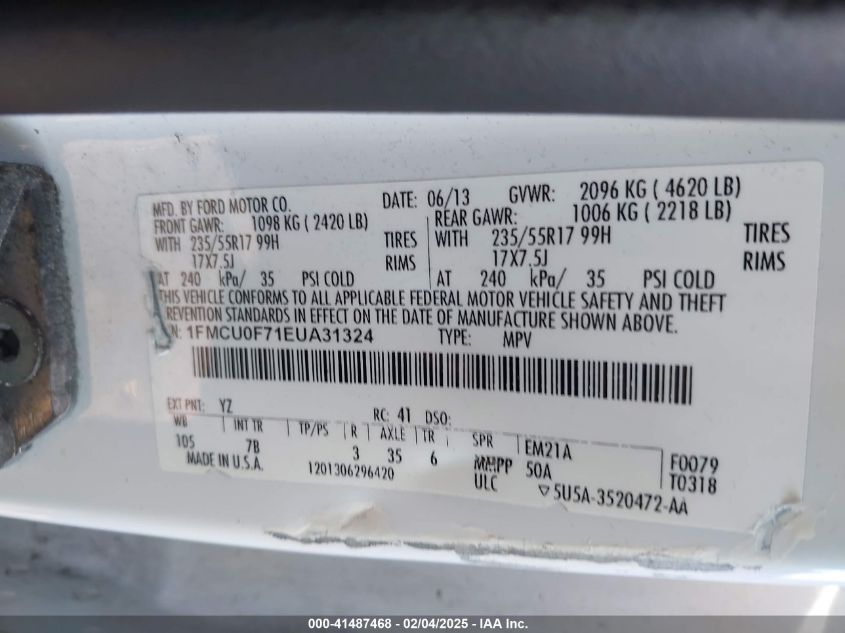 MFD. BY FORD MOTOR CO. DATE: 06/13 GVWR: 2096 KG ( 4620 LB)
FRONT GAWR: 1098 KG ( 2420 LB) REAR GAWR: 1006 KG ( 2218 LB)
WITH 235/55R17 99H TIRES WITH 235/55R17 99H TIRES
17X7.5J RIMS 17X7.5J RIMS
AT 240 kPa/ 35 PSI COLD AT 240 kPa/ 35 PSI COLD
THIS VEHICLE CONFORMS TO ALL APPLICABLE FEDERAL MOTOR VEHICLE SAFETY AND THEFT
PREVENTION STANDARDS IN EFFECT ON THE DATE OF MANUFACTURE SHOWN ABOVE.
N: 1FMCU0F71EUA31324 TYPE: MPV
EXT PNT: YZ RC: 41 DSO:
WB INT TR TP/PS R AXLE TR SPR EM21A
105 7B 3 35 6 50A F0079
MADE IN U.S.A. 1201306296420 ULC T0318
5U5A-3520472-AA
000-41487468 - 02/04/2025 - IAA Inc.